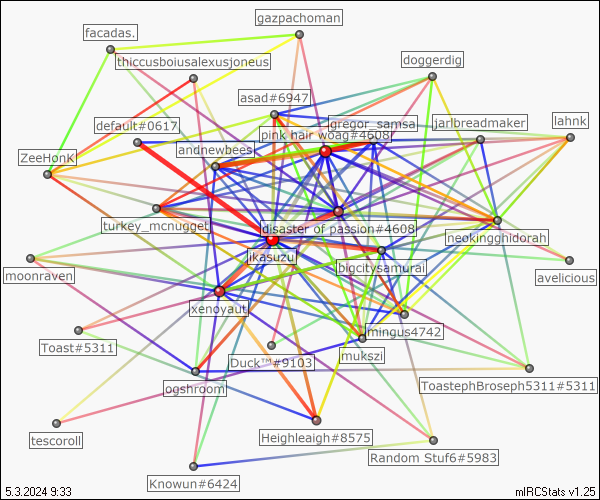 gazpachoman
facadas.
thiccusboiusalexusjoneus
doggerdig
asad#6947
default#0617
gregor_samsa
jarlbreadmaker
lahnk
pink hair woag#4608
andnewbees
ZeeHonK
turkey_mcnugget
disaster of passion#4608
neokingghidorah
ikasuzu
bigcitysamurai
moonraven
avelicious
xenoyaut
mingus4742
Toast#5311
mukszi
Duck™#9103
ToastephBroseph5311#5311
ogshroom
tescoroll
Heighleaigh#8575
Random Stuf6#5983
Knowun#6424
5.3.2024 9:33
mIRCStats v1.25